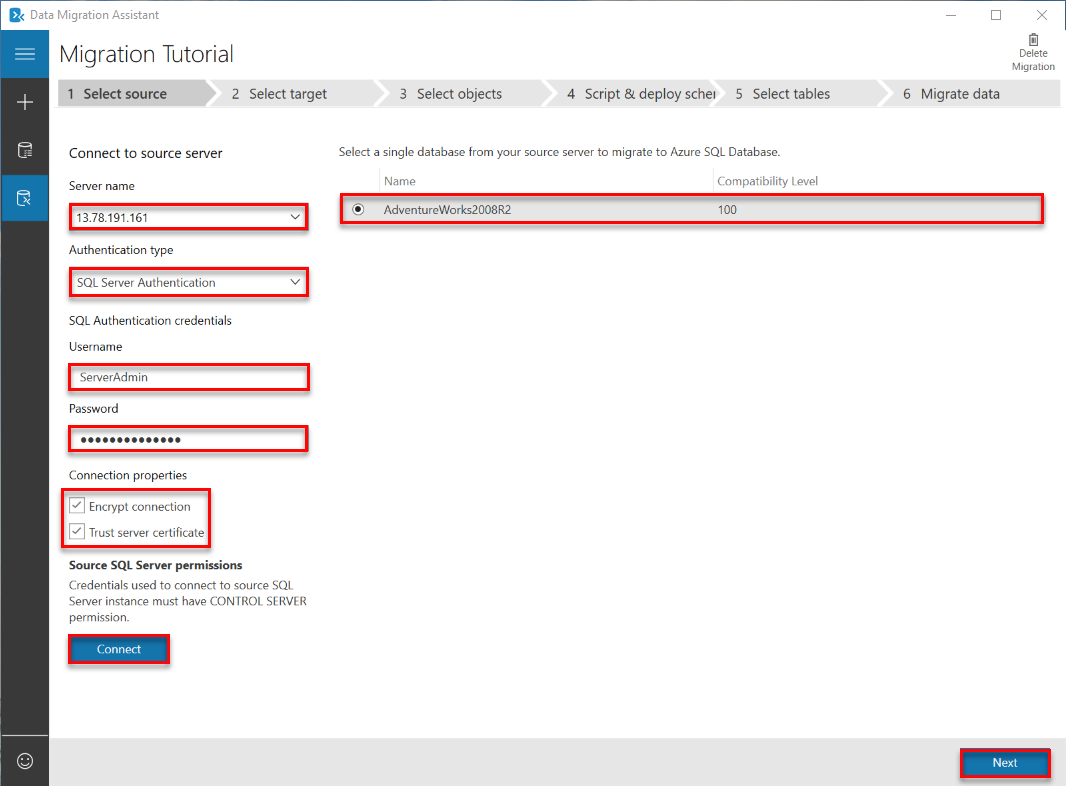 Data Migration Assistant
Migration Tutorial
Delete
Migration
1 Select source
2 Select target
3 Select objects
4 Script & deploy scher
5 Select tables
6 Migrate data
Connect to source server
Server name
13.78.191.161
Authentication type
SQL Server Authentication
SQL Authentication credentials
Username
ServerAdmin
Password
••••••••••••••
Connection properties
Encrypt connection
Trust server certificate
Source SQL Server permissions
Credentials used to connect to source SQL
Server instance must have CONTROL SERVER
permission.
Connect
Select a single database from your source server to migrate to Azure SQL Database.
Name Compatibility Level
AdventureWorks2008R2 100
Next